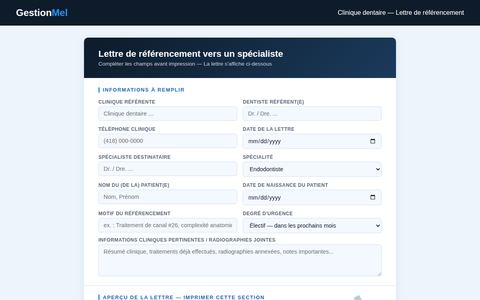 GestionMel
Clinique dentaire — Lettre de référencement
Lettre de référencement vers un spécialiste
Compléter les champs avant impression — La lettre s'affiche ci-dessous
INFORMATIONS À REMPLIR
CLINIQUE RÉFÉRENTE
DENTISTE RÉFÉRENT(E)
Clinique dentaire ...
Dr. / Dre. ...
TÉLÉPHONE CLINIQUE
DATE DE LA LETTRE
(418) 000-0000
mm/dd/yyyy
SPÉCIALISTE DESTINATAIRE
SPÉCIALITÉ
Dr. / Dre. ...
Endodontiste
NOM DU (DE LA) PATIENT(E)
DATE DE NAISSANCE DU PATIENT
Nom, Prénom
mm/dd/yyyy
MOTIF DU RÉFÉRENCEMENT
DEGRÉ D'URGENCE
ex. : Traitement de canal #26, complexité anatomi
Électif — dans les prochains mois
INFORMATIONS CLINIQUES PERTINENTES / RADIOGRAPHIES JOINTES
Résumé clinique, traitements déjà effectués, radiographies annexées, notes importantes...
APERÇU DE LA LETTRE — IMPRIMER CETTE SECTION